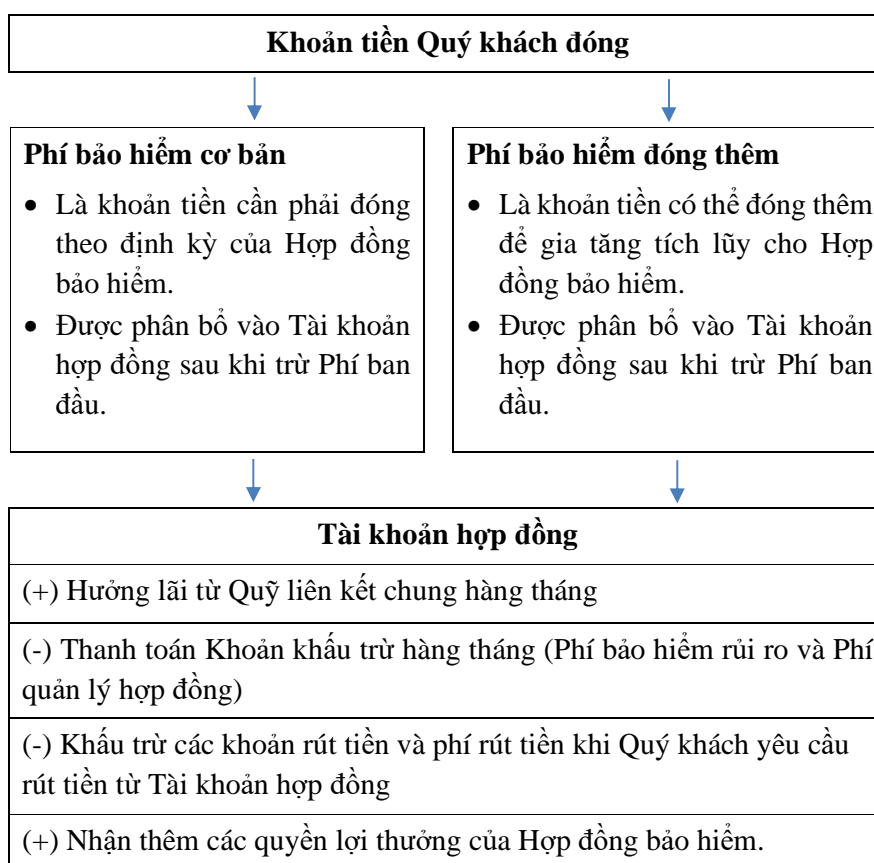 Khoản tiền Quý khách đóng
Phí bảo hiểm cơ bản
• Là khoản tiền cần phải đóng
theo định kỳ của Hợp đồng
bảo hiểm.
• Được phân bổ vào Tài khoản
hợp đồng sau khi trừ Phí ban
đầu.
Phí bảo hiểm đóng thêm
• Là khoản tiền có thể đóng thêm
để gia tăng tích lũy cho Hợp
đồng bảo hiểm.
• Được phân bổ vào Tài khoản
hợp đồng sau khi trừ Phí ban
đầu.
Tài khoản hợp đồng
(+) Hưởng lãi từ Quỹ liên kết chung hàng tháng
(-) Thanh toán Khoản khấu trừ hàng tháng (Phí bảo hiểm rủi ro và Phí
quản lý hợp đồng)
(-) Khấu trừ các khoản rút tiền và phí rút tiền khi Quý khách yêu cầu
rút tiền từ Tài khoản hợp đồng
(+) Nhận thêm các quyền lợi thưởng của Hợp đồng bảo hiểm.